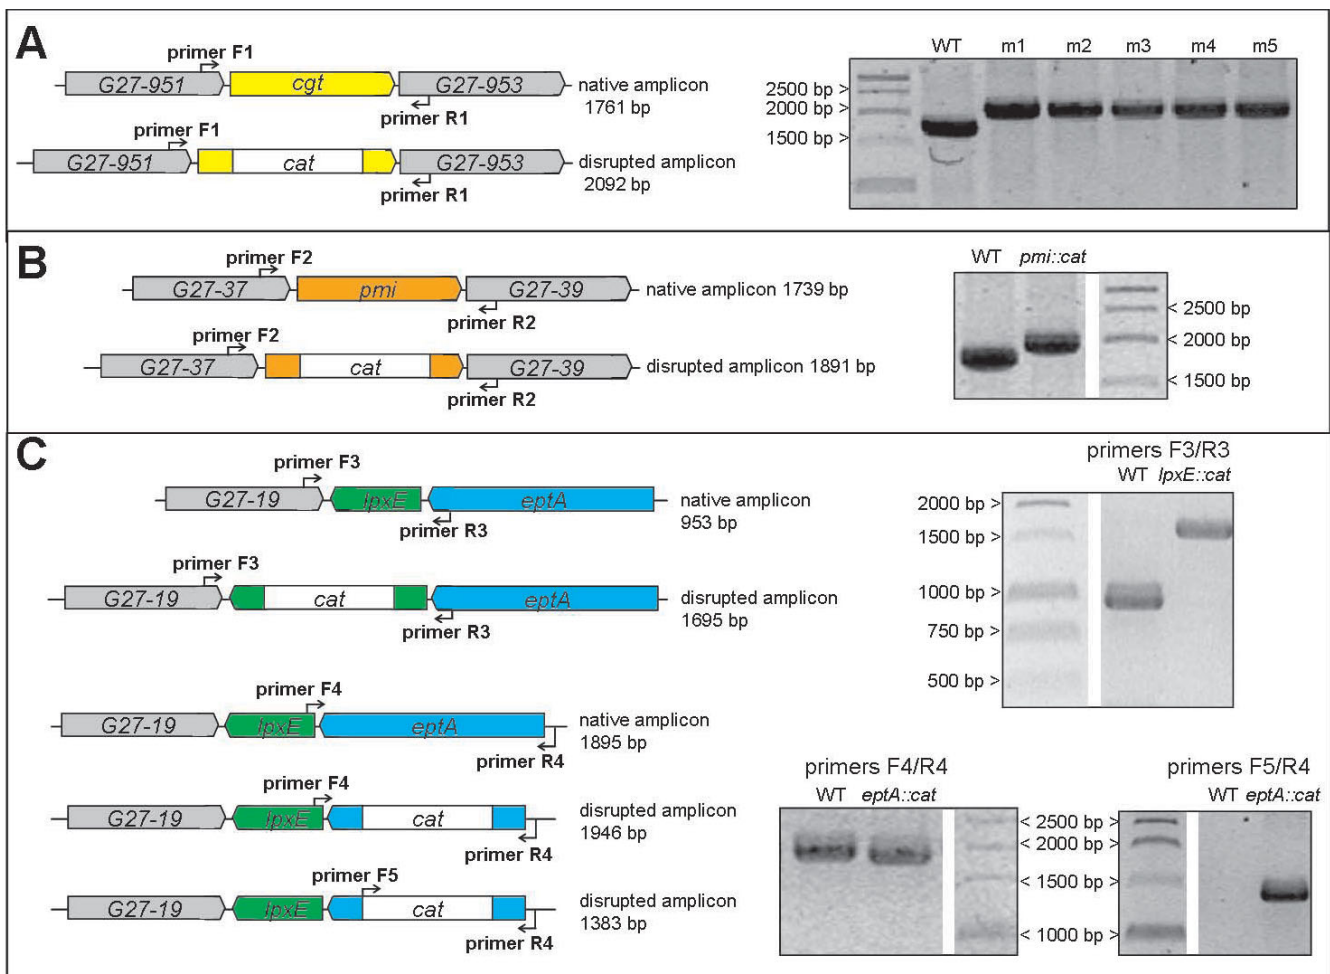 A
primer F1
G27-951
cgt
G27-953
native amplicon
1761 bp
primer R1
primer F1
G27-951
cat
G27-953
disrupted amplicon
2092 bp
primer R1
WT m1 m2 m3 m4 m5
2500 bp >
2000 bp >
1500 bp >
B
primer F2
G27-37
pmi
G27-39
native amplicon 1739 bp
primer R2
primer F2
G27-37
cat
G27-39
disrupted amplicon 1891 bp
primer R2
WT pmi::cat
< 2500 bp
< 2000 bp
< 1500 bp
C
primer F3
G27-19
lpxE
eptA
native amplicon
953 bp
primer R3
primer F3
G27-19
cat
eptA
disrupted amplicon
1695 bp
primer R3
primers F3/R3
WT lpxE::cat
2000 bp >
1500 bp >
1000 bp >
750 bp >
500 bp >
primer F4
G27-19
lpxE
eptA
native amplicon
1895 bp
primer R4
primer F4
G27-19
lpxE
cat
disrupted amplicon
1946 bp
primer R4
primer F5
G27-19
lpxE
cat
disrupted amplicon
1383 bp
primer R4
primers F4/R4
WT eptA::cat
primers F5/R4
WT eptA::cat
< 2500 bp >
< 2000 bp >
< 1500 bp >
< 1000 bp >